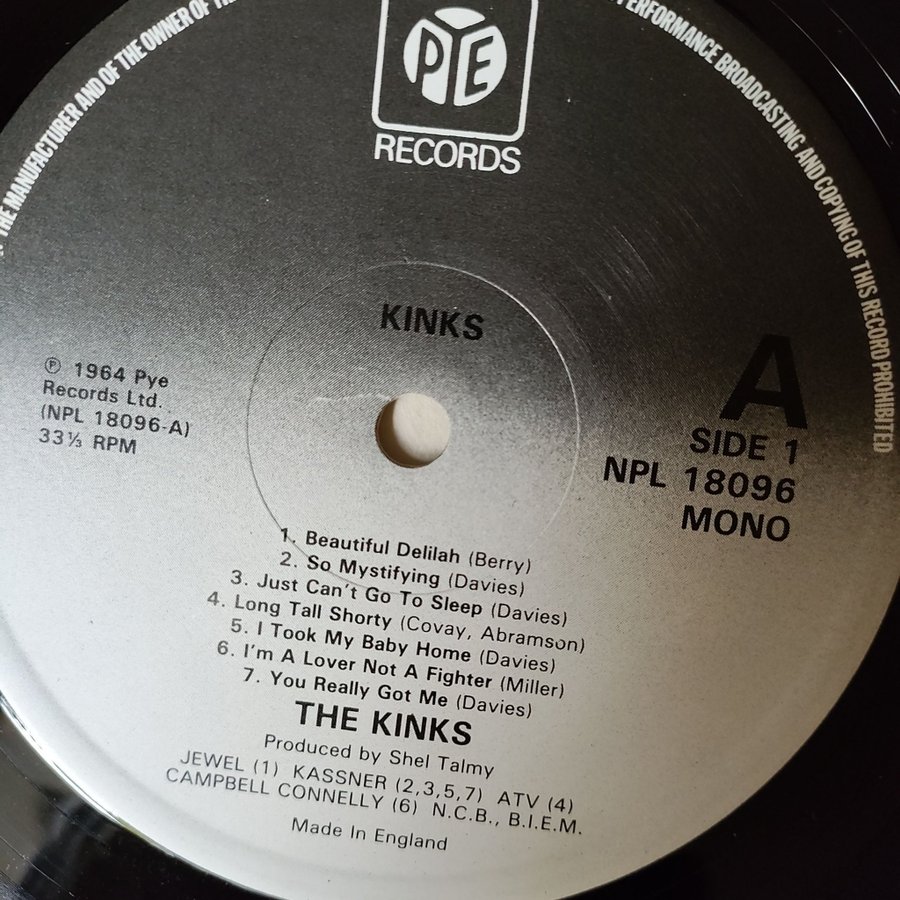 THE MANUFACTURER AND OF THE OWNER OF THE
PERFORMANCE BROADCASTING AND COPYING OF THIS RECORD PROHIBITED
PYE
RECORDS
KINKS
℗ 1964 Pye
Records Ltd.
(NPL 18096-A)
33⅓ RPM
A
SIDE 1
NPL 18096
MONO
1. Beautiful Delilah (Berry)
2. So Mystifying (Davies)
3. Just Can't Go To Sleep (Davies)
4. Long Tall Shorty (Covay, Abramson)
5. I Took My Baby Home (Davies)
6. I'm A Lover Not A Fighter (Miller)
7. You Really Got Me (Davies)
THE KINKS
Produced by Shel Talmy
JEWEL (1) KASSNER (2,3,5,7) ATV (4)
CAMPBELL CONNELLY (6) N.C.B., B.I.E.M.
Made In England